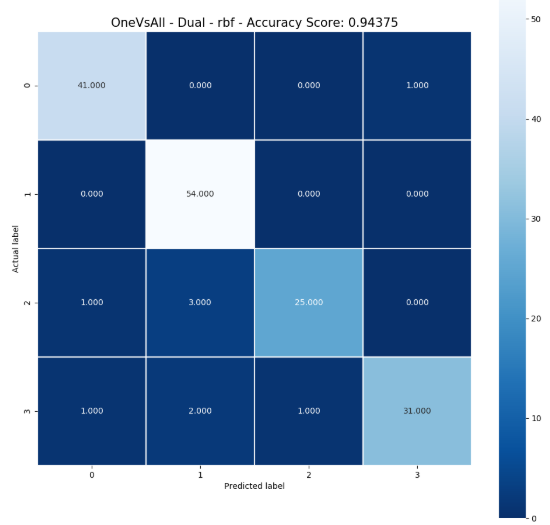 OneVsAll - Dual - rbf - Accuracy Score: 0.94375
50
40
30
20
10
0
Actual label
0
41.000 0.000 0.000 1.000
1
0.000 54.000 0.000 0.000
2
1.000 3.000 25.000 0.000
3
1.000 2.000 1.000 31.000
0 1 2 3
Predicted label